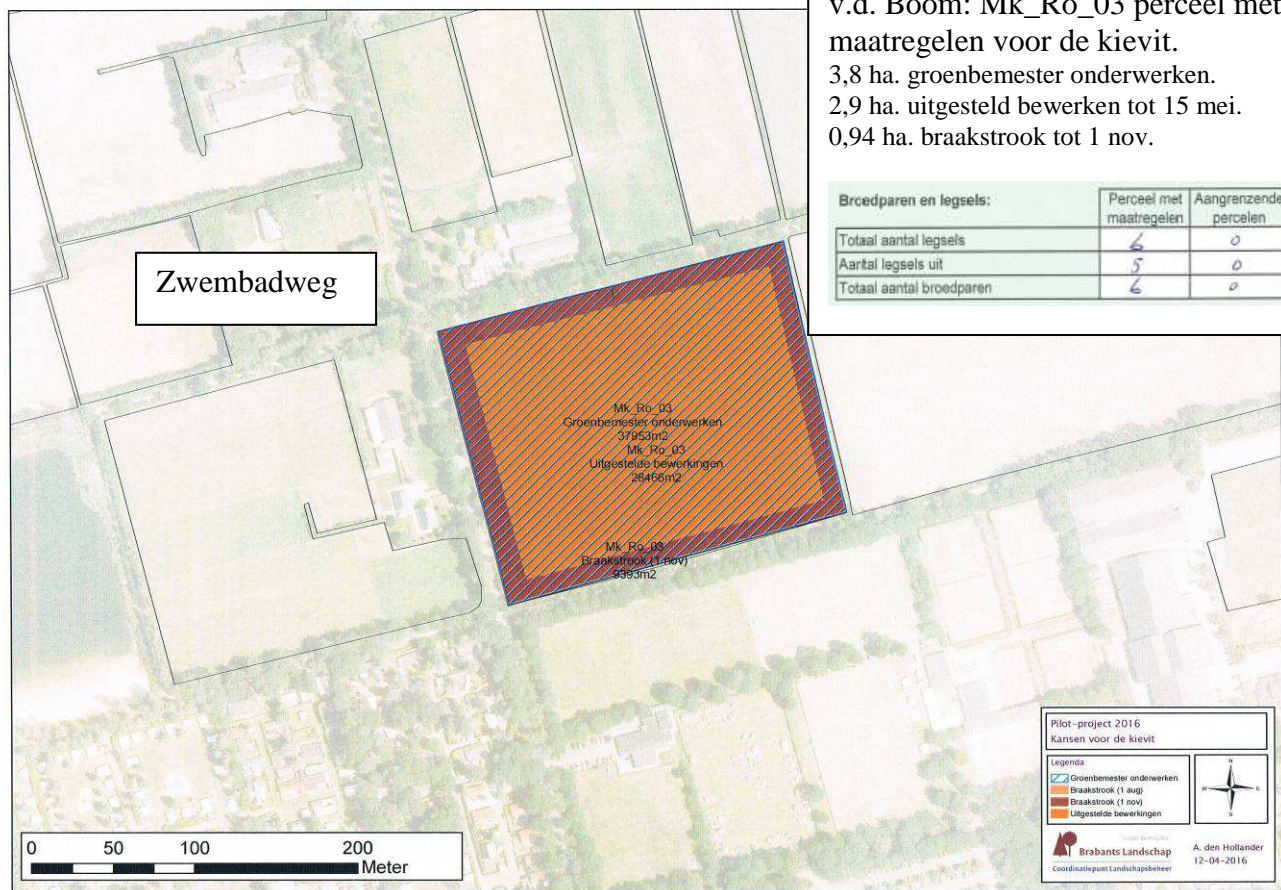 v.d. Boom: Mk_Ro_03 perceel met
maatregelen voor de kievit.
3,8 ha. groenbemester onderwerken.
2,9 ha. uitgesteld bewerken tot 15 mei.
0,94 ha. braakstrook tot 1 nov.
Broedparen en legsels:
Perceel met Aangrenzende
maatregelen percelen
Totaal aantal legsels 6 0
Aantal legsels uit 5 0
Totaal aantal broedparen 6 0
Zwembadweg
Mk_Ro_03
Groenbemester onderwerken
37953m2
Mk_Ro_03
Uitgestelde bewerkingen
28466m2
Mk_Ro_03
Braakstrook (1 nov)
9393m2
Pilot-project 2016
Kansen voor de kievit
Legenda
Groenbemester onderwerken
Braakstrook (1 aug)
Braakstrook (1 nov)
Uitgestelde bewerkingen
N
W E
S
Brabants Landschap
Coördinatiepunt Landschapsbeheer
A. den Hollander
12-04-2016
0 50 100 200
Meter